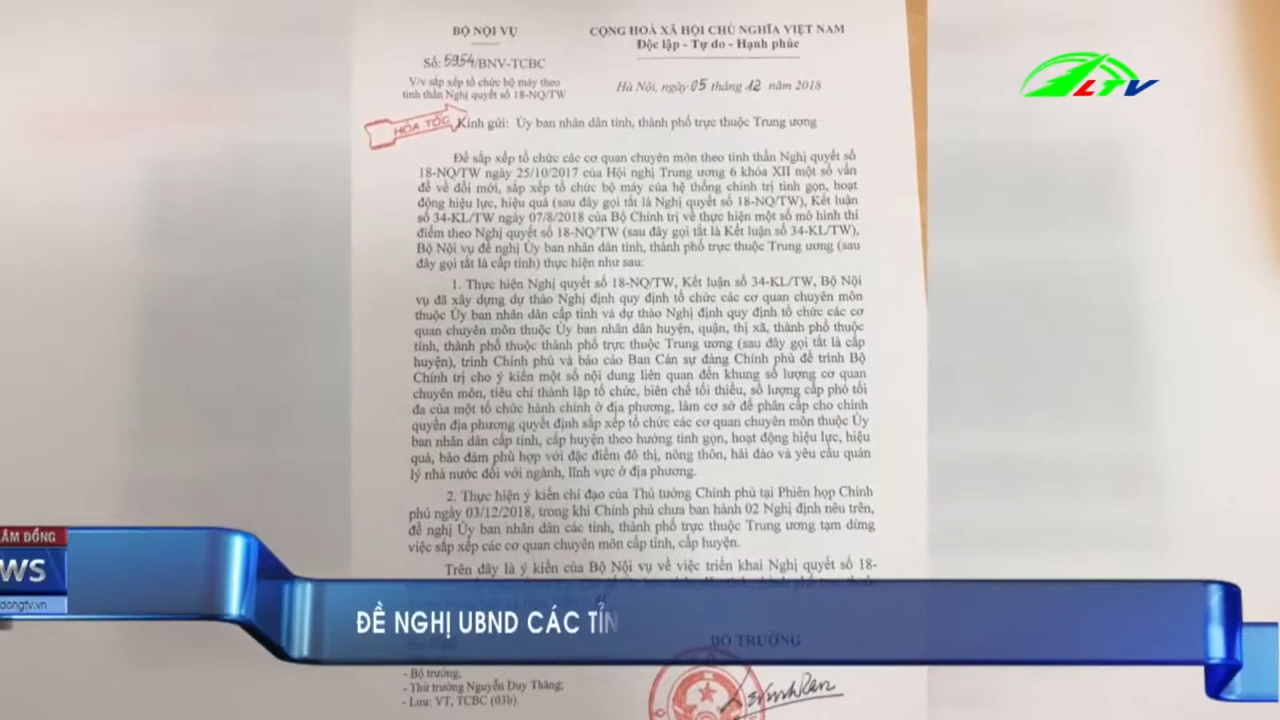 BỘ NỘI VỤ
CỘNG HOÀ XÃ HỘI CHỦ NGHĨA VIỆT NAM
Độc lập - Tự do - Hạnh phúc
Số: 5954/BNV-TCBC
V/v sắp xếp tổ chức bộ máy theo
tinh thần Nghị quyết số 18-NQ/TW
Hà Nội, ngày 05 tháng 12 năm 2018
LTV
HỎA TỐC
Kính gửi: Ủy ban nhân dân tỉnh, thành phố trực thuộc Trung ương
Để sắp xếp tổ chức các cơ quan chuyên môn theo tinh thần Nghị quyết số
18-NQ/TW ngày 25/10/2017 của Hội nghị Trung ương 6 khóa XII một số vấn
đề về đổi mới, sắp xếp tổ chức bộ máy của hệ thống chính trị tinh gọn, hoạt
động hiệu lực, hiệu quả (sau đây gọi tắt là Nghị quyết số 18-NQ/TW), Kết luận
số 34-KL/TW ngày 07/8/2018 của Bộ Chính trị về thực hiện một số mô hình thí
điểm theo Nghị quyết số 18-NQ/TW (sau đây gọi tắt là Kết luận số 34-KL/TW),
Bộ Nội vụ đề nghị Ủy ban nhân dân tỉnh, thành phố trực thuộc Trung ương (sau
đây gọi tắt là cấp tỉnh) thực hiện như sau:
1. Thực hiện Nghị quyết số 18-NQ/TW, Kết luận số 34-KL/TW, Bộ Nội
vụ đã xây dựng dự thảo Nghị định quy định tổ chức các cơ quan chuyên môn
thuộc Ủy ban nhân dân cấp tỉnh và dự thảo Nghị định quy định tổ chức các cơ
quan chuyên môn thuộc Ủy ban nhân dân huyện, quận, thị xã, thành phố thuộc
tỉnh, thành phố thuộc thành phố trực thuộc Trung ương (sau đây gọi tắt là cấp
huyện), trình Chính phủ và báo cáo Ban Cán sự đảng Chính phủ để trình Bộ
Chính trị cho ý kiến một số nội dung liên quan đến khung số lượng cơ quan
chuyên môn, tiêu chí thành lập tổ chức, biên chế tối thiểu, số lượng cấp phó tối
đa của một tổ chức hành chính ở địa phương, làm cơ sở để phân cấp cho chính
quyền địa phương quyết định sắp xếp tổ chức các cơ quan chuyên môn thuộc Ủy
ban nhân dân cấp tỉnh, cấp huyện theo hướng tinh gọn, hoạt động hiệu lực, hiệu
quả, bảo đảm phù hợp với đặc điểm đô thị, nông thôn, hải đảo và yêu cầu quản
lý nhà nước đối với ngành, lĩnh vực ở địa phương.
2. Thực hiện ý kiến chỉ đạo của Thủ tướng Chính phủ tại Phiên họp Chính
phủ ngày 03/12/2018, trong khi Chính phủ chưa ban hành 02 Nghị định nêu trên,
đề nghị Ủy ban nhân dân các tỉnh, thành phố trực thuộc Trung ương tạm dừng
việc sắp xếp các cơ quan chuyên môn cấp tỉnh, cấp huyện.
Trên đây là ý kiến của Bộ Nội vụ về việc triển khai Nghị quyết số 18-
ÂM ĐỒNG
WS
dongtv.vn
ĐỀ NGHỊ UBND CÁC TỈN
BỘ TRƯỞNG
- Bộ trưởng;
- Thứ trưởng Nguyễn Duy Thăng;
- Lưu: VT, TCBC (03b).